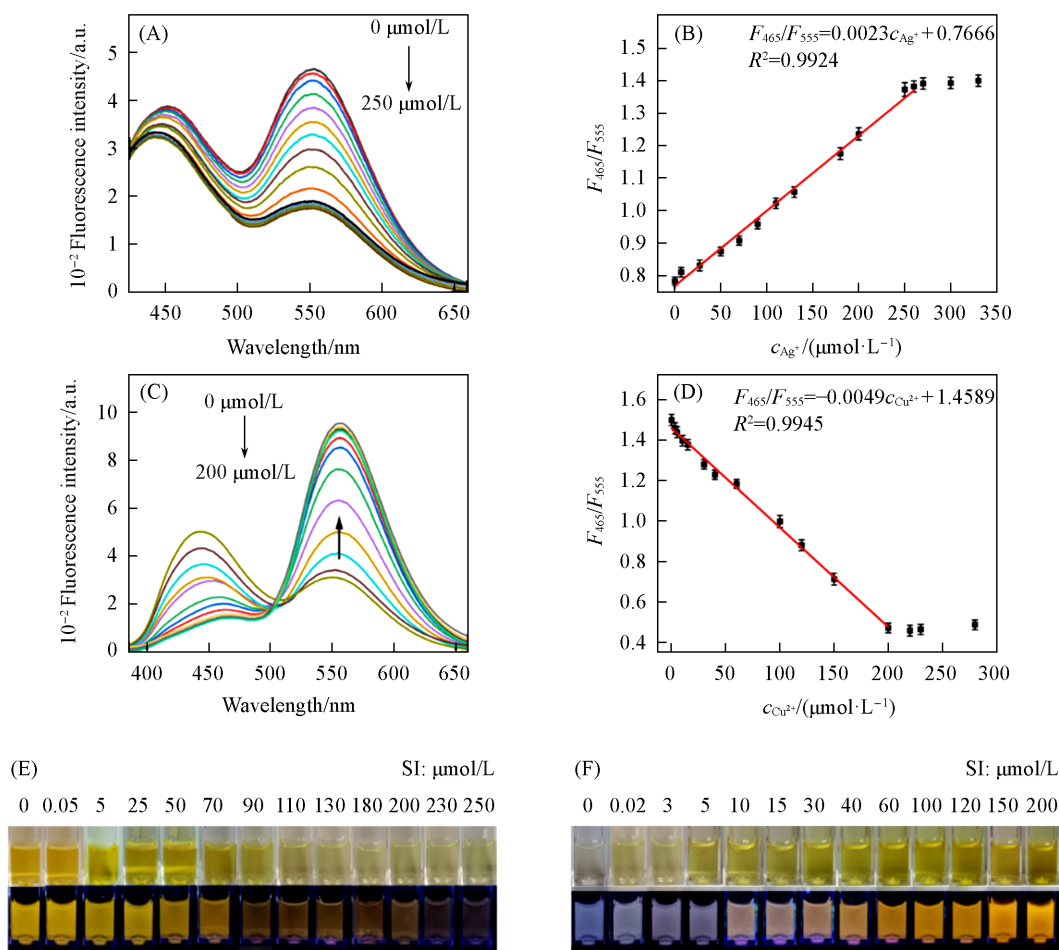 (A)
0 μmol/L
250 μmol/L
10⁻² Fluorescence intensity/a.u.
5
4
3
2
1
0
450 500 550 600 650
Wavelength/nm
(B)
F₄₆₅/F₅₅₅=0.0023c_Ag⁺+0.7666
R²=0.9924
F₄₆₅/F₅₅₅
1.5
1.4
1.3
1.2
1.1
1.0
0.9
0.8
0 50 100 150 200 250 300 350
c_Ag⁺/(μmol·L⁻¹)
(C)
0 μmol/L
200 μmol/L
10⁻² Fluorescence intensity/a.u.
10
8
6
4
2
0
400 450 500 550 600 650
Wavelength/nm
(D)
F₄₆₅/F₅₅₅=−0.0049c_Cu²⁺+1.4589
R²=0.9945
F₄₆₅/F₅₅₅
1.6
1.4
1.2
1.0
0.8
0.6
0.4
0 50 100 150 200 250 300
c_Cu²⁺/(μmol·L⁻¹)
(E)
SI: μmol/L
0 0.05 5 25 50 70 90 110 130 180 200 230 250
(F)
SI: μmol/L
0 0.02 3 5 10 15 30 40 60 100 120 150 200